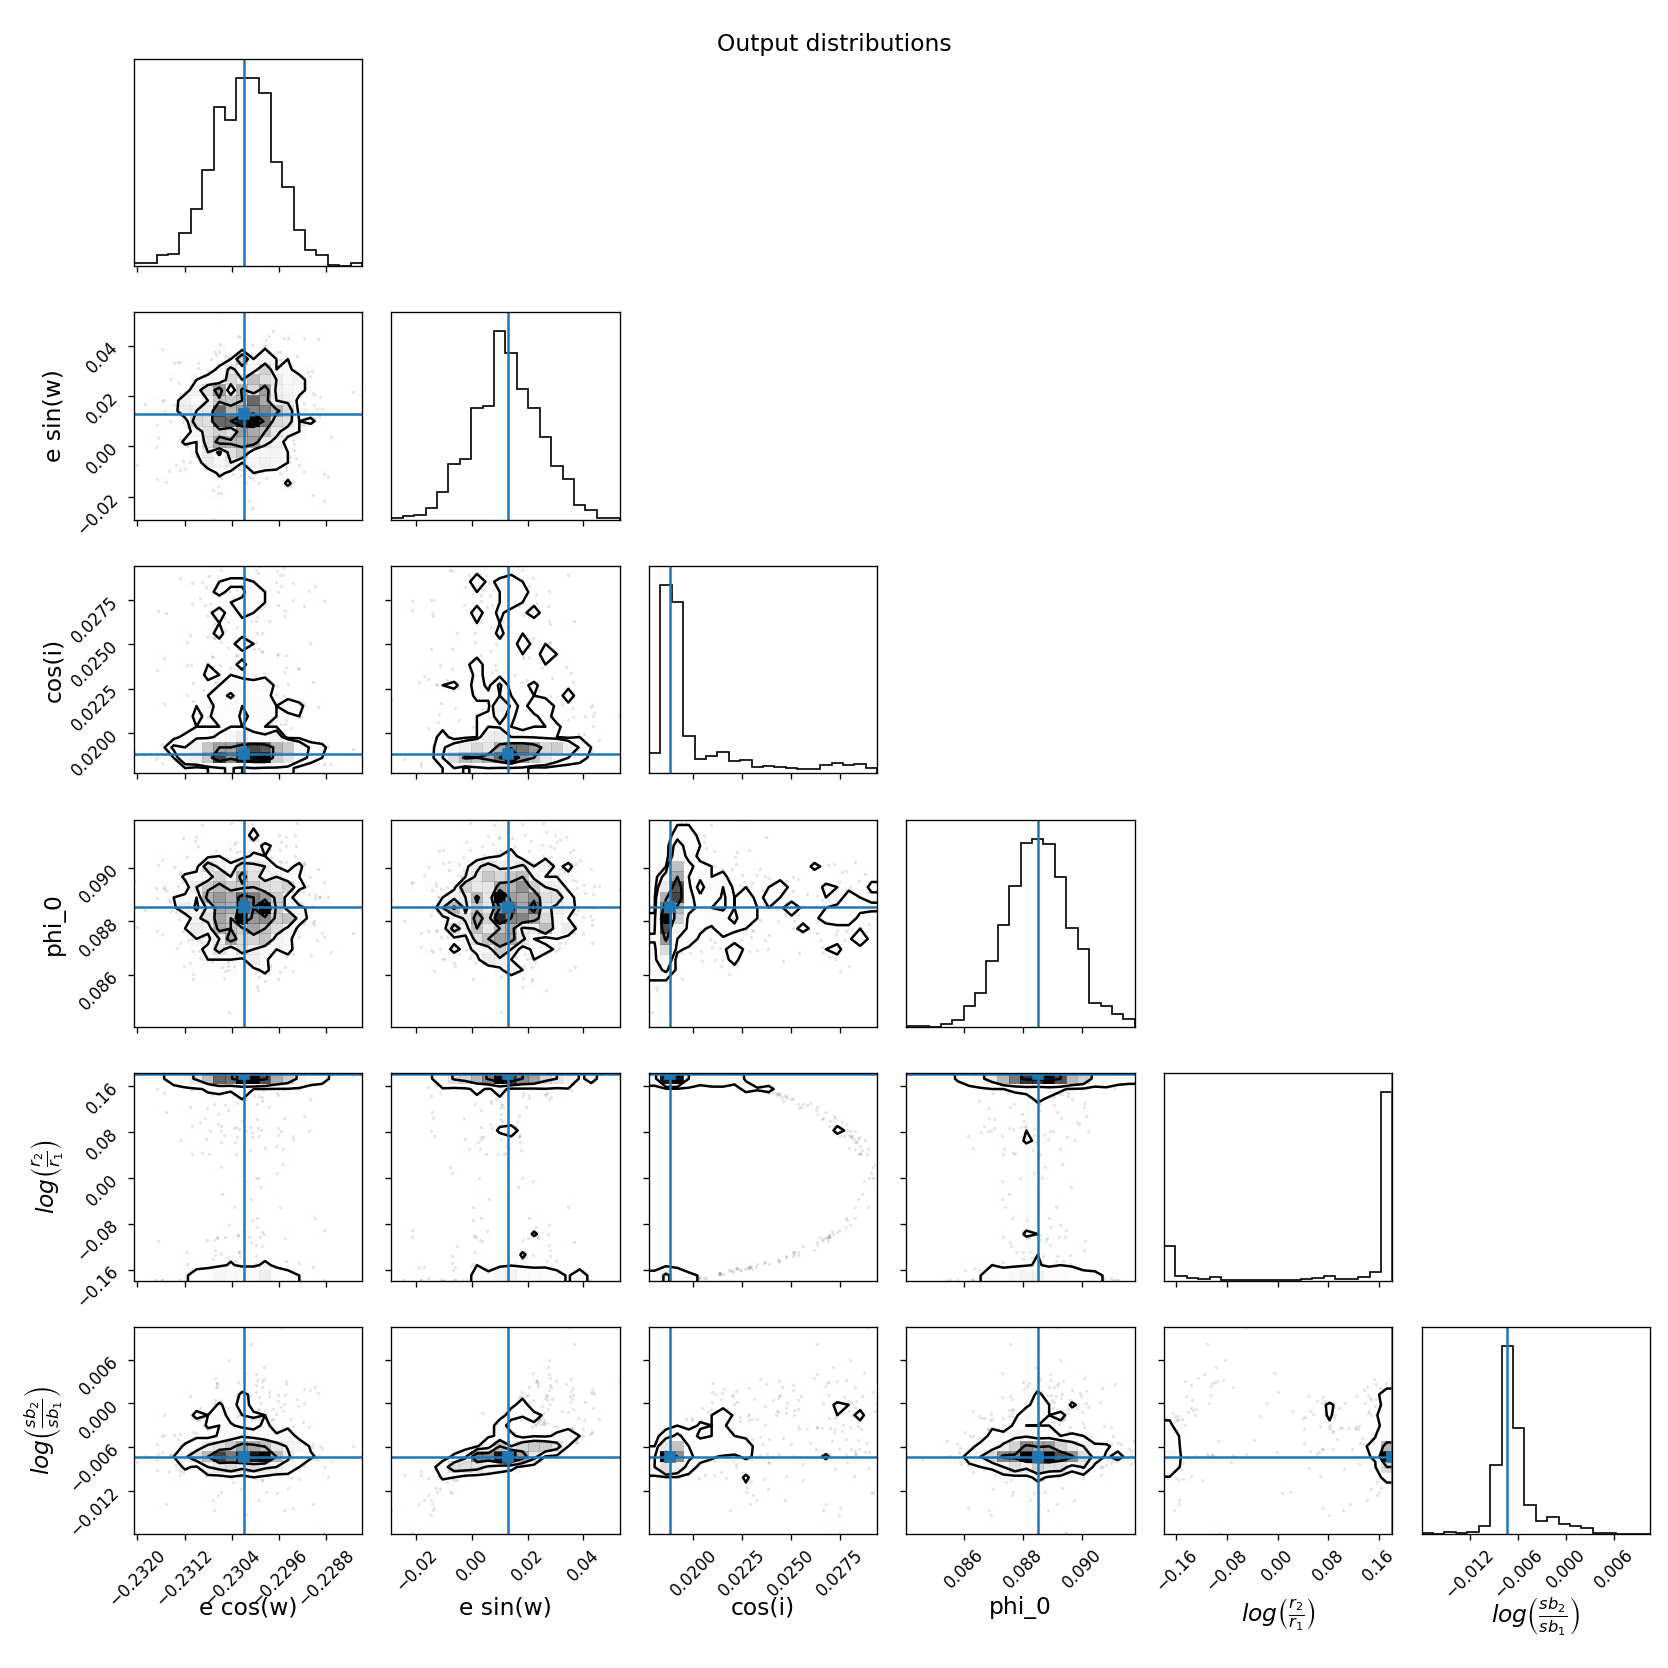 Output distributions
e sin(w)
0.04
0.02
0.00
−0.02
cos(i)
0.0275
0.0250
0.0225
0.0200
phi_0
0.090
0.088
0.086
log(r2/r1)
0.16
0.08
0.00
−0.08
−0.16
log(sb2/sb1)
0.006
0.000
−0.006
−0.012
−0.2320 −0.2312 −0.2304 −0.2296 −0.2288
−0.02 0.00 0.02 0.04
0.0200 0.0225 0.0250 0.0275
0.086 0.088 0.090
−0.16 −0.08 0.00 0.08 0.16
−0.012 −0.006 0.000 0.006
e cos(w)
e sin(w)
cos(i)
phi_0
log(r2/r1)
log(sb2/sb1)